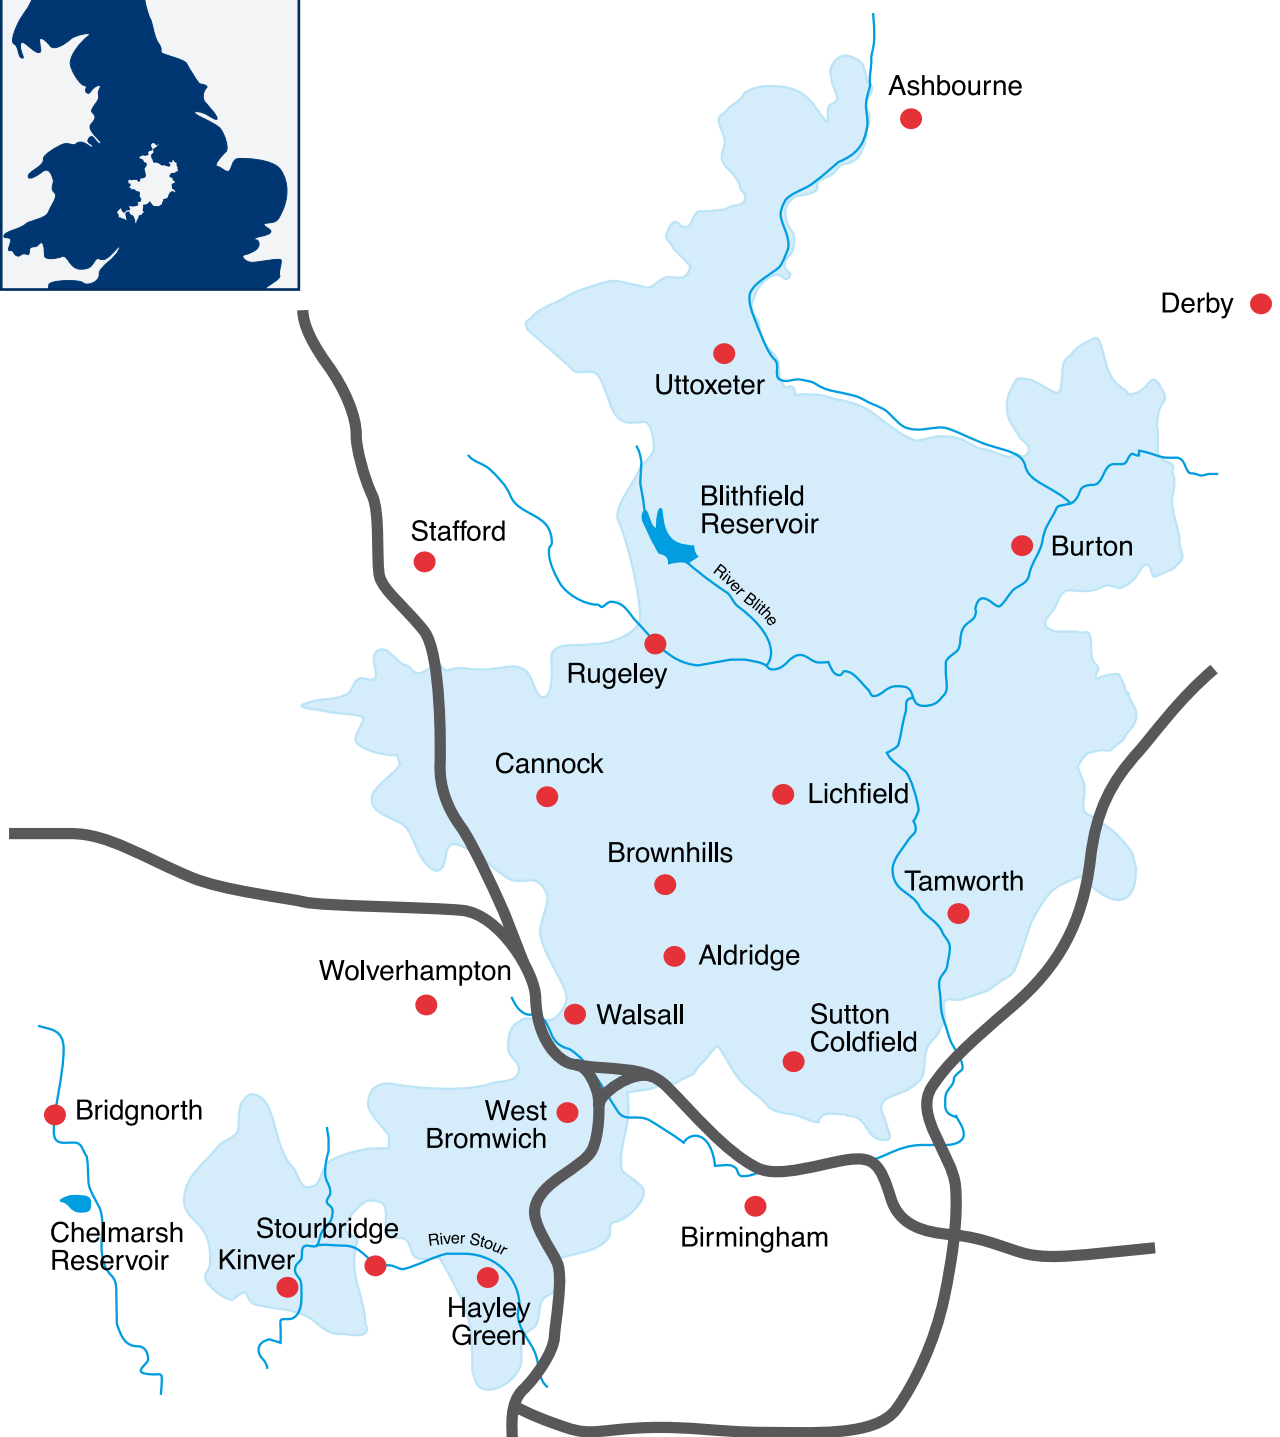 Ashbourne
Derby
Uttoxeter
Blithfield
Reservoir
Stafford
Burton
River Blithe
Rugeley
Cannock
Lichfield
Brownhills
Tamworth
Aldridge
Wolverhampton
Walsall
Sutton
Coldfield
Bridgnorth
West
Bromwich
Chelmarsh
Reservoir
Stourbridge
River Stour
Birmingham
Kinver
Hayley
Green